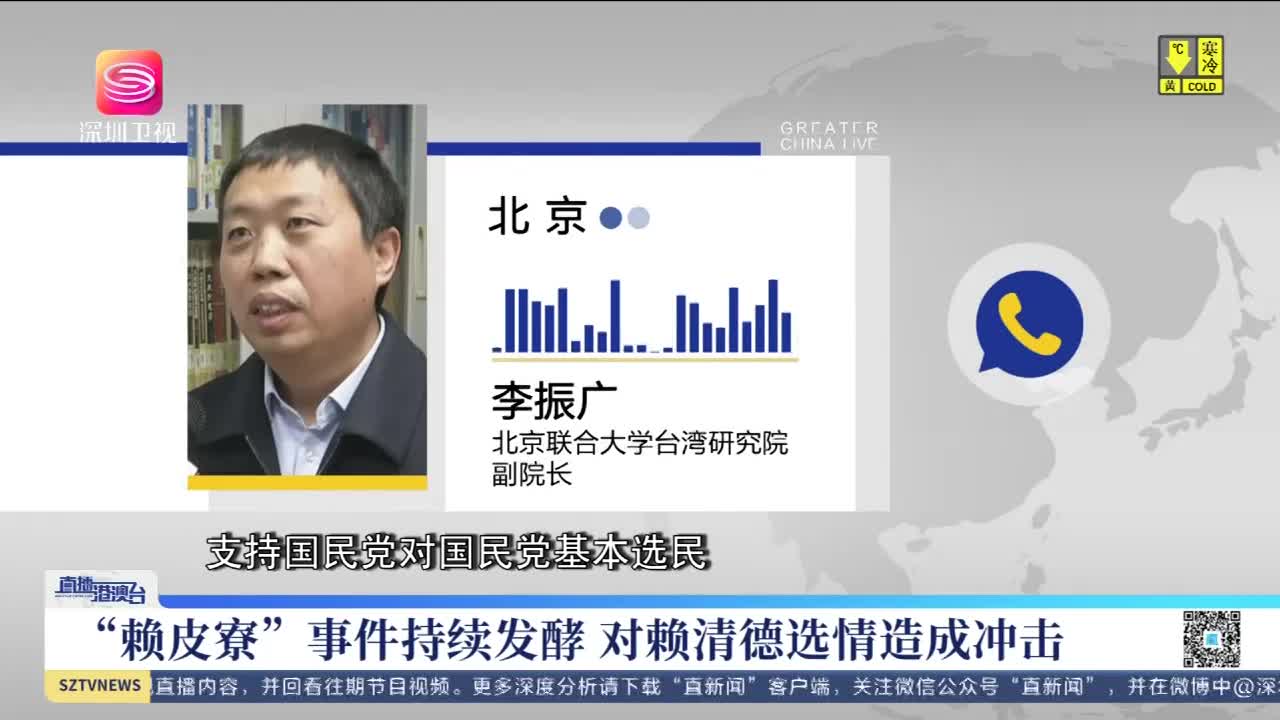 深圳卫视
℃
寒冷
黄 COLD
GREATER
CHINA LIVE
北京
李振广
北京联合大学台湾研究院
副院长
支持国民党对国民党基本选民
直播港澳台
“赖皮寮”事件持续发酵 对赖清德选情造成冲击
SZTVNEWS
直播内容，并回看往期节目视频。更多深度分析请下载“直新闻”客户端，关注微信公众号“直新闻”，并在微博中@深